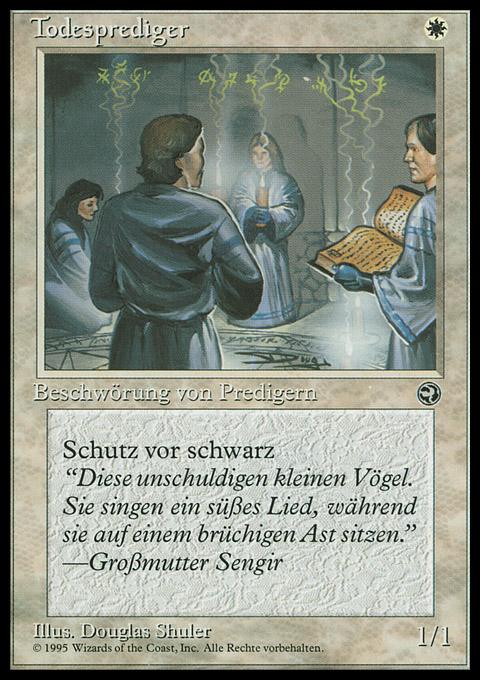 Todesprediger
Beschwörung von Predigern
Schutz vor schwarz
“Diese unschuldigen kleinen Vögel.
Sie singen ein süßes Lied, während
sie auf einem brüchigen Ast sitzen.”
—Großmutter Sengir
Illus. Douglas Shuler
1/1
© 1995 Wizards of the Coast, Inc. Alle Rechte vorbehalten.